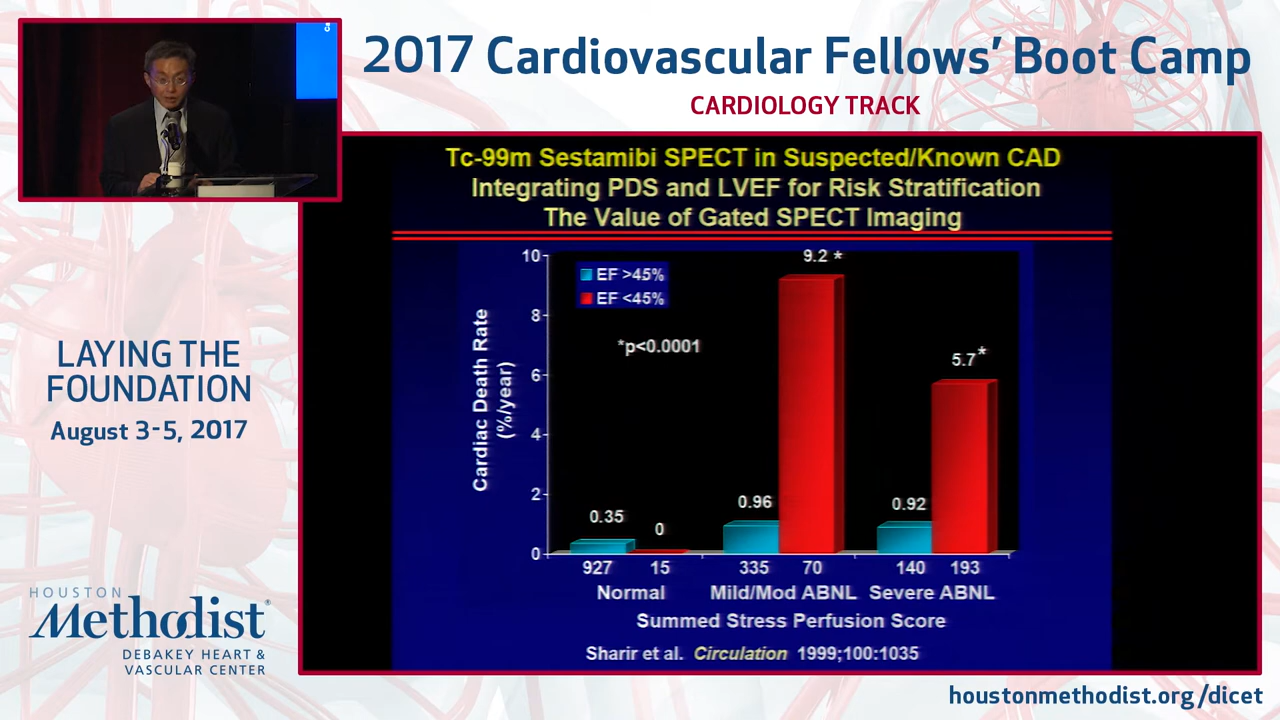 2017 Cardiovascular Fellows’ Boot Camp
CARDIOLOGY TRACK
LAYING THE
FOUNDATION
August 3-5, 2017
HOUSTON
Methodist®
DEBAKEY HEART &
VASCULAR CENTER
Tc-99m Sestamibi SPECT in Suspected/Known CAD
Integrating PDS and LVEF for Risk Stratification
The Value of Gated SPECT Imaging
Cardiac Death Rate
(%/year)
10
8
6
4
2
0
EF >45%
EF <45%
*p<0.0001
0.35
0
0.96
9.2 *
0.92
5.7*
927 15 335 70 140 193
Normal Mild/Mod ABNL Severe ABNL
Summed Stress Perfusion Score
Sharir et al. Circulation 1999;100:1035
houstonmethodist.org/dicet